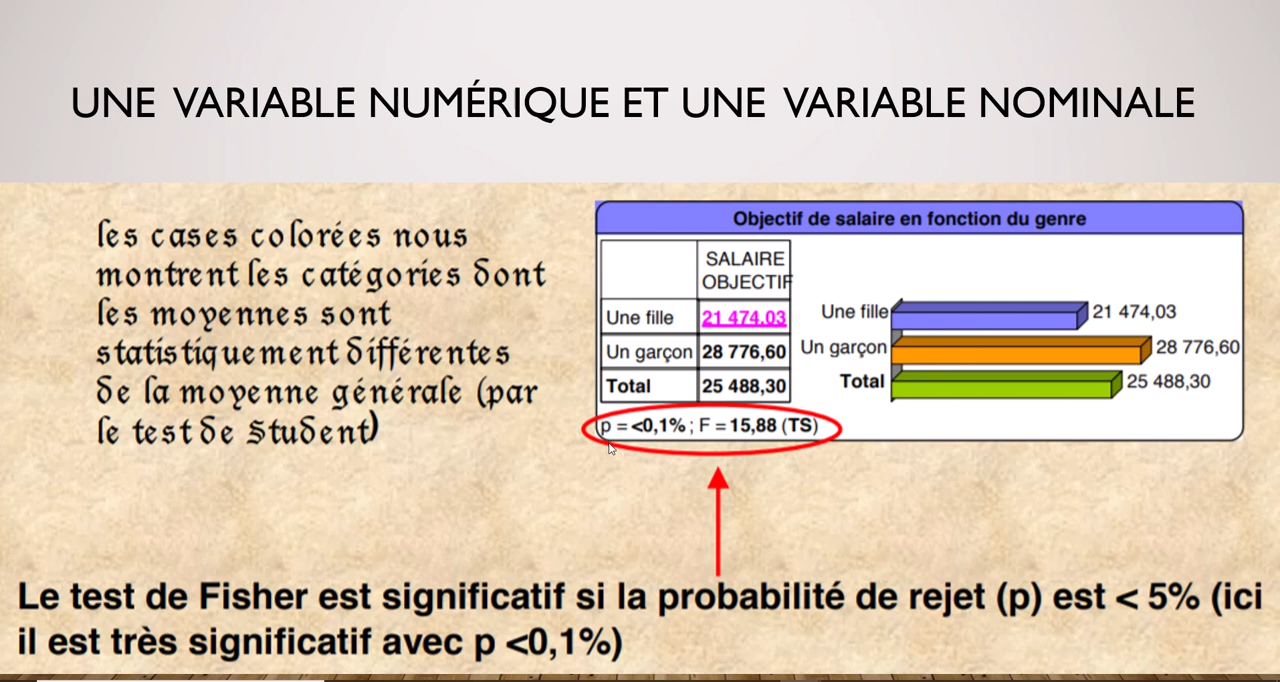 UNE VARIABLE NUMÉRIQUE ET UNE VARIABLE NOMINALE
les cases colorées nous
montrent les catégories dont
les moyennes sont
statistiquement différentes
de la moyenne générale (par
le test de Student)
Objectif de salaire en fonction du genre
SALAIRE
OBJECTIF
Une fille 21 474,03
Un garçon 28 776,60
Total 25 488,30
p = <0,1% ; F = 15,88 (TS)
Une fille 21 474,03
Un garçon 28 776,60
Total 25 488,30
Le test de Fisher est significatif si la probabilité de rejet (p) est < 5% (ici
il est très significatif avec p <0,1%)